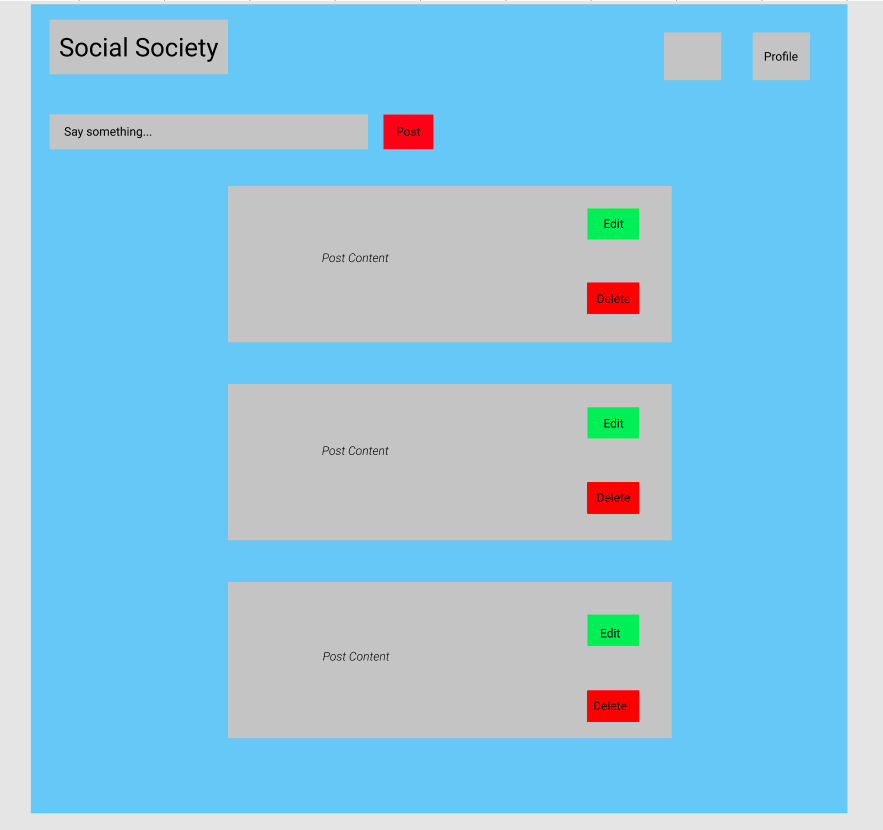 Social Society
Profile
Say something...
Post
Edit
Post Content
Delete
Edit
Post Content
Delete
Edit
Post Content
Delete